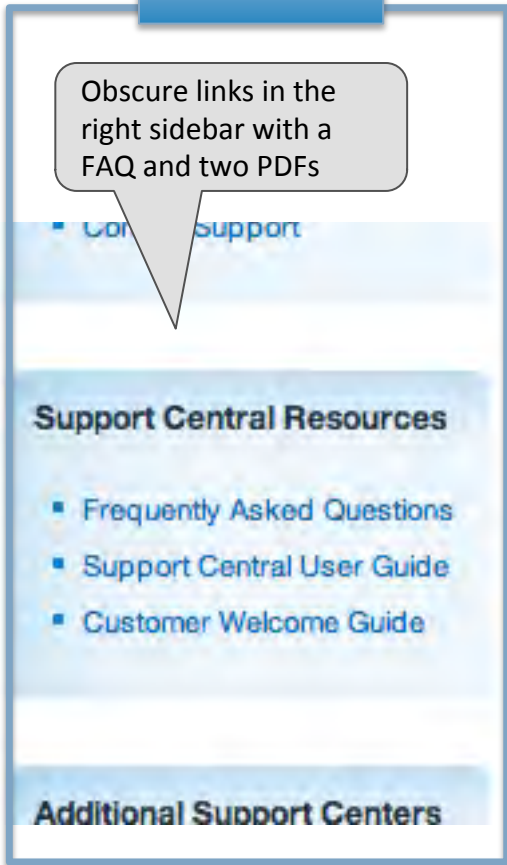 Obscure links in the
right sidebar with a
FAQ and two PDFs
Support
Support Central Resources
Frequently Asked Questions
Support Central User Guide
Customer Welcome Guide
Additional Support Centers